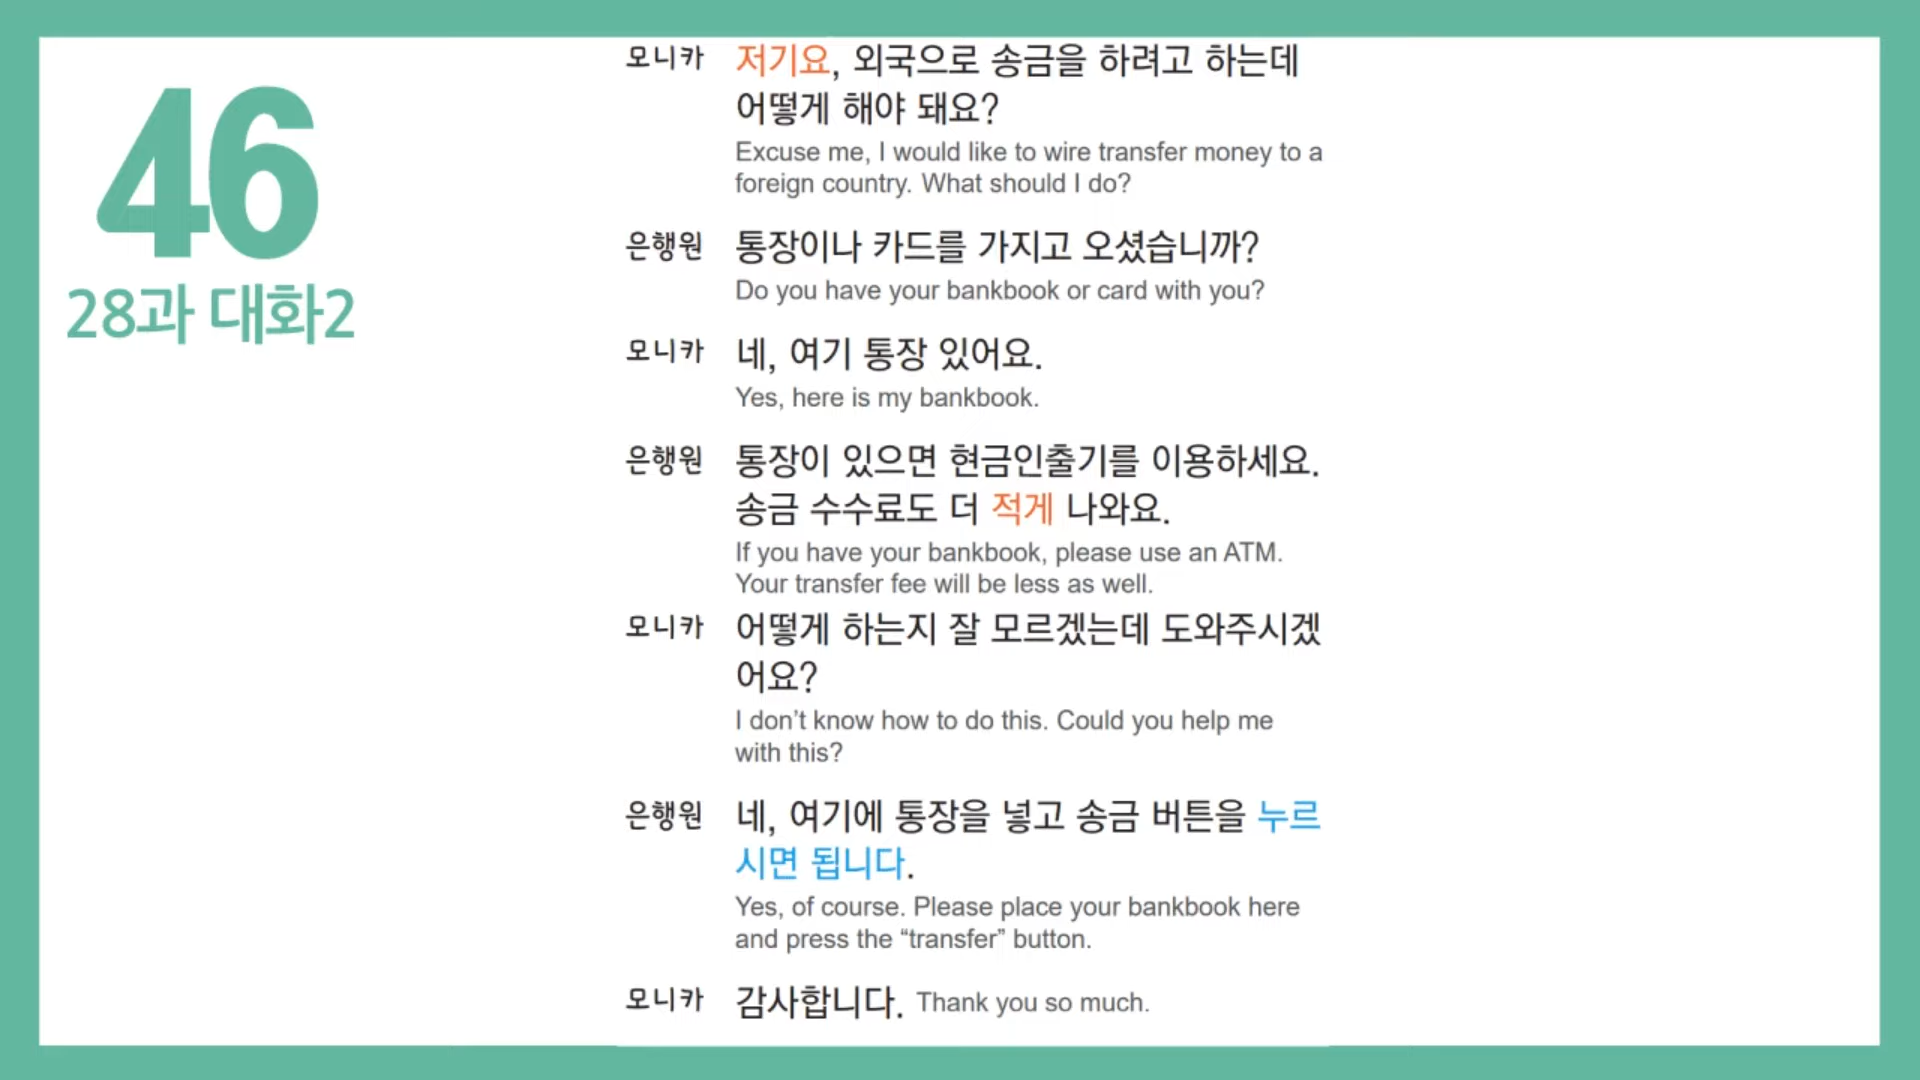 46
28과 대화2
모니카 저기요, 외국으로 송금을 하려고 하는데
어떻게 해야 돼요?
Excuse me, I would like to wire transfer money to a
foreign country. What should I do?
은행원 통장이나 카드를 가지고 오셨습니까?
Do you have your bankbook or card with you?
모니카 네, 여기 통장 있어요.
Yes, here is my bankbook.
은행원 통장이 있으면 현금인출기를 이용하세요.
송금 수수료도 더 적게 나와요.
If you have your bankbook, please use an ATM.
Your transfer fee will be less as well.
모니카 어떻게 하는지 잘 모르겠는데 도와주시겠
어요?
I don’t know how to do this. Could you help me
with this?
은행원 네, 여기에 통장을 넣고 송금 버튼을 누르
시면 됩니다.
Yes, of course. Please place your bankbook here
and press the “transfer” button.
모니카 감사합니다. Thank you so much.